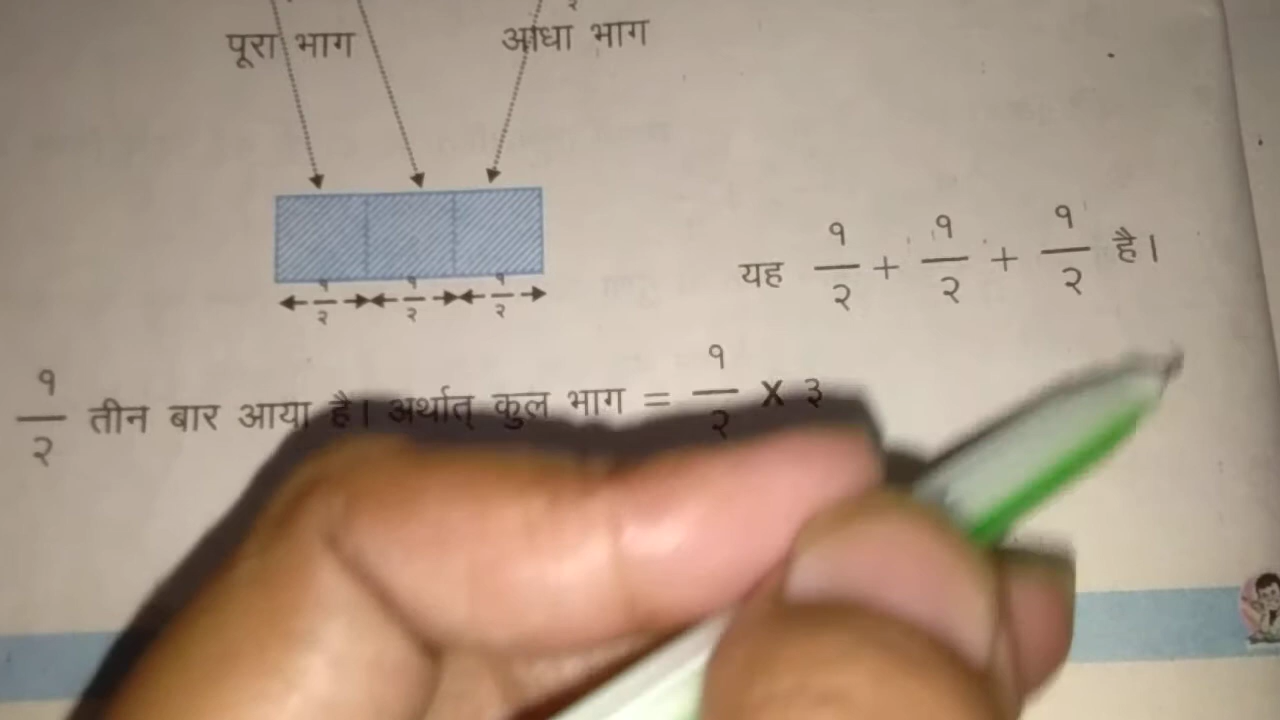 पूरा भाग आधा भाग
यह १/२ + १/२ + १/२ है।
१/२ १/२ १/२
१/२ तीन बार आया है। अर्थात् कुल भाग = १/२ × ३